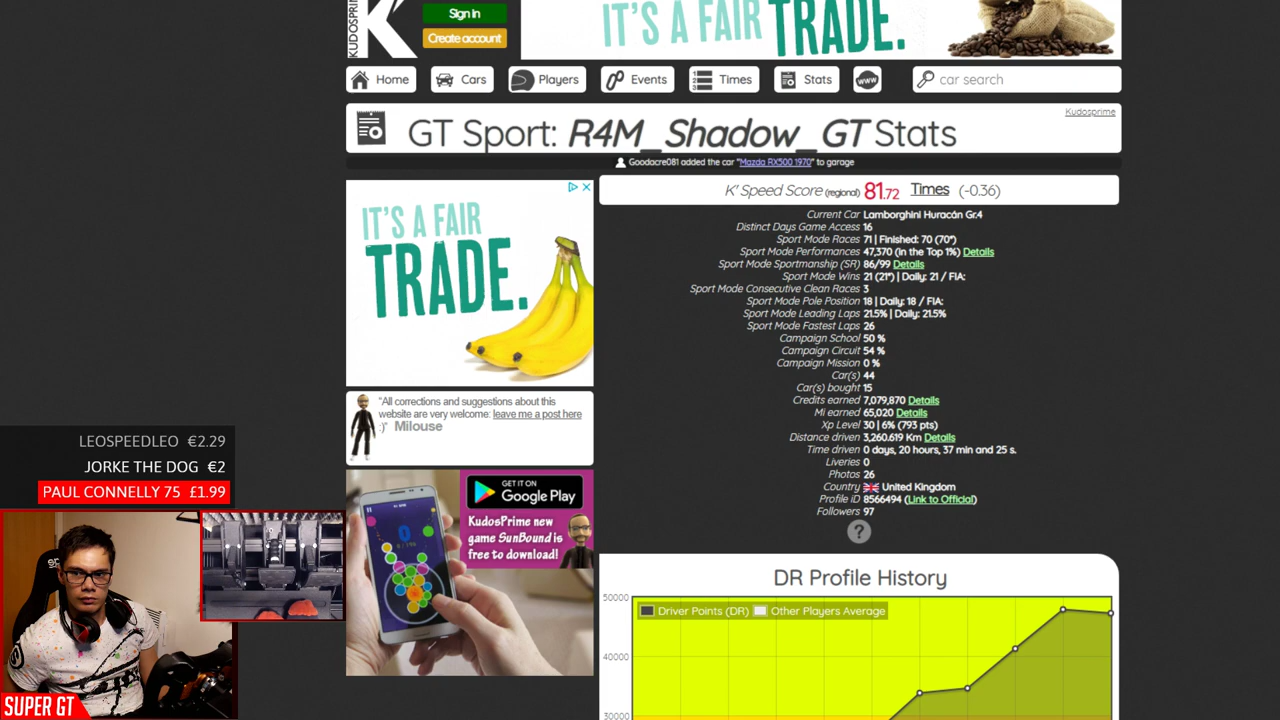 KUDOSPRIME
K'
Sign in
Create account
IT'S A FAIR TRADE.
Home
Cars
Players
Events
Times
Stats
www
car search
Kudosprime
GT Sport: R4M_Shadow_GT Stats
Goodacre081 added the car "Mazda RX500 1970" to garage
IT'S A FAIR
TRADE.
K' Speed Score (regional) 81.72 Times (-0.36)
Current Car Lamborghini Huracán Gr.4
Distinct Days Game Access 16
Sport Mode Races 71 | Finished: 70 (70*)
Sport Mode Performances 47,370 (in the Top 1%) Details
Sport Mode Sportmanship (SR) 86/99 Details
Sport Mode Wins 21 (21*) | Daily: 21 / FIA:
Sport Mode Consecutive Clean Races 3
Sport Mode Pole Position 18 | Daily: 18 / FIA:
Sport Mode Leading Laps 21.5% | Daily: 21.5%
Sport Mode Fastest Laps 26
Campaign School 50 %
Campaign Circuit 54 %
Campaign Mission 0 %
Car(s) 44
Car(s) bought 15
Credits earned 7,079,870 Details
Mi earned 65,020 Details
Xp Level 30 | 6% (793 pts)
Distance driven 3,260.619 Km Details
Time driven 0 days, 20 hours, 37 min and 25 s.
Liveries 0
Photos 26
Country United Kingdom
Profile ID 8566494 (Link to Official)
Followers 97
?
"All corrections and suggestions about this
website are very welcome: leave me a post here
:)" Milouse
GET IT ON
Google Play
KudosPrime new
game SunBound is
free to download!
LEOSPEEDLEO €2.29
JORKE THE DOG €2
PAUL CONNELLY 75 £1.99
SUPER GT
DR Profile History
50000
Driver Points (DR) Other Players Average
40000
30000